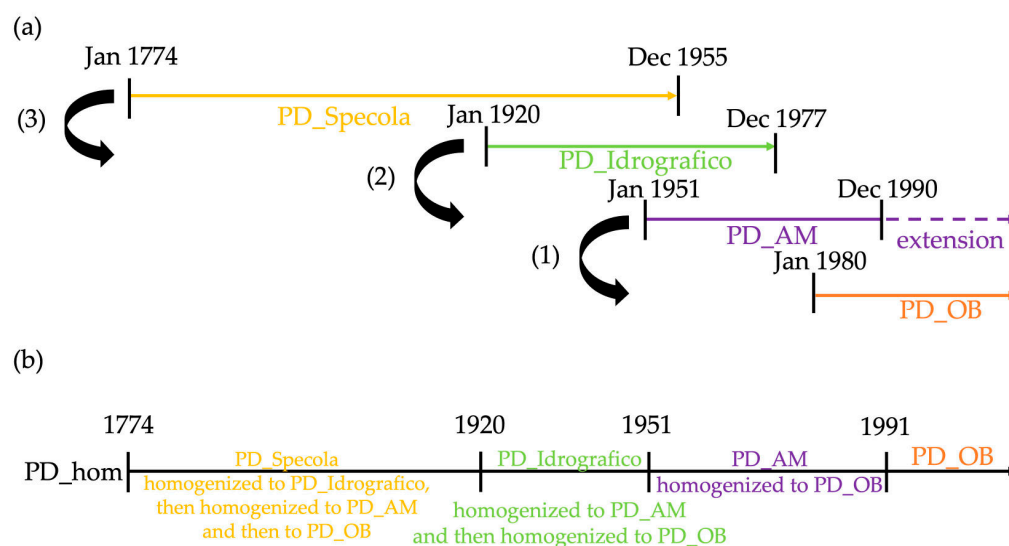 (a)
Jan 1774
Dec 1955
(3)
PD_Specola
Jan 1920
Dec 1977
(2)
PD_Idrografico
Jan 1951
Dec 1990
(1)
PD_AM
extension
Jan 1980
PD_OB
(b)
1774
1920
1951
1991
PD_hom
PD_Specola
homogenized to PD_Idrografico,
then homogenized to PD_AM
and then to PD_OB
PD_Idrografico
homogenized to PD_AM
and then homogenized to PD_OB
PD_AM
homogenized to PD_OB
PD_OB